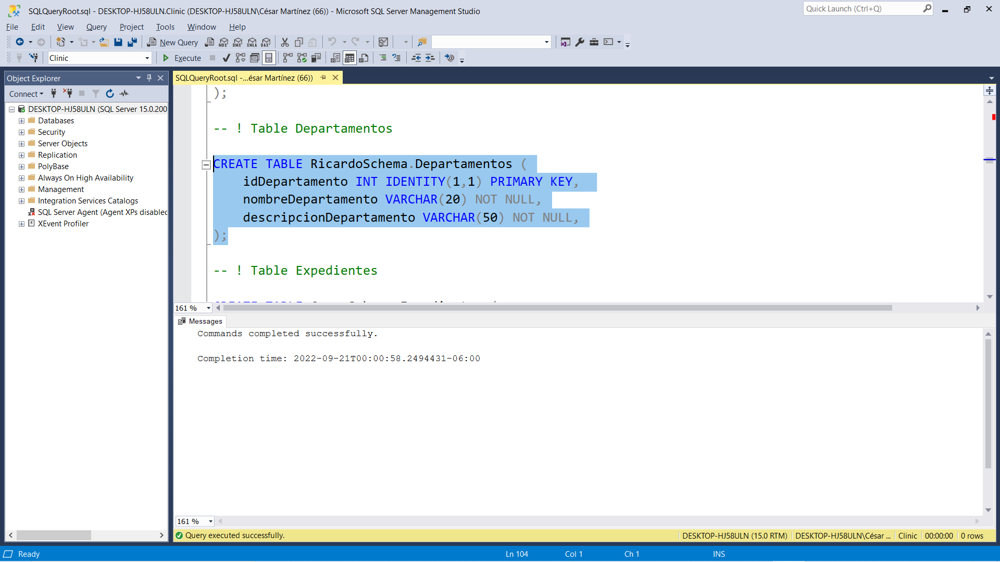 SQLQueryRoot.sql - DESKTOP-HJ58ULN.Clinic (DESKTOP-HJ58ULN\César Martínez (66)) - Microsoft SQL Server Management Studio
Quick Launch (Ctrl+Q)
File Edit View Query Project Tools Window Help
New Query MDX DMX XMLA DAX
Clinic Execute
Object Explorer
SQLQueryRoot.sql -...ésar Martínez (66))
Connect
DESKTOP-HJ58ULN (SQL Server 15.0.200
Databases
Security
Server Objects
Replication
PolyBase
Always On High Availability
Management
Integration Services Catalogs
SQL Server Agent (Agent XPs disabled
XEvent Profiler
);
-- ! Table Departamentos
CREATE TABLE RicardoSchema.Departamentos (
idDepartamento INT IDENTITY(1,1) PRIMARY KEY,
nombreDepartamento VARCHAR(20) NOT NULL,
descripcionDepartamento VARCHAR(50) NOT NULL,
);
-- ! Table Expedientes
161 %
Messages
Commands completed successfully.
Completion time: 2022-09-21T00:00:58.2494431-06:00
161 %
Query executed successfully.
DESKTOP-HJ58ULN (15.0 RTM) DESKTOP-HJ58ULN\César ... Clinic 00:00:00 0 rows
Ready Ln 104 Col 1 Ch 1 INS